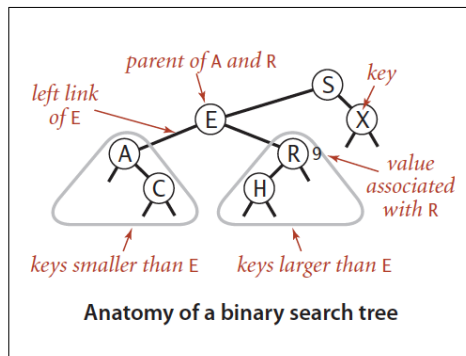 parent of A and R
key
left link
of E
S
E
X
A
R 9
value
associated
with R
C
H
keys smaller than E
keys larger than E
Anatomy of a binary search tree